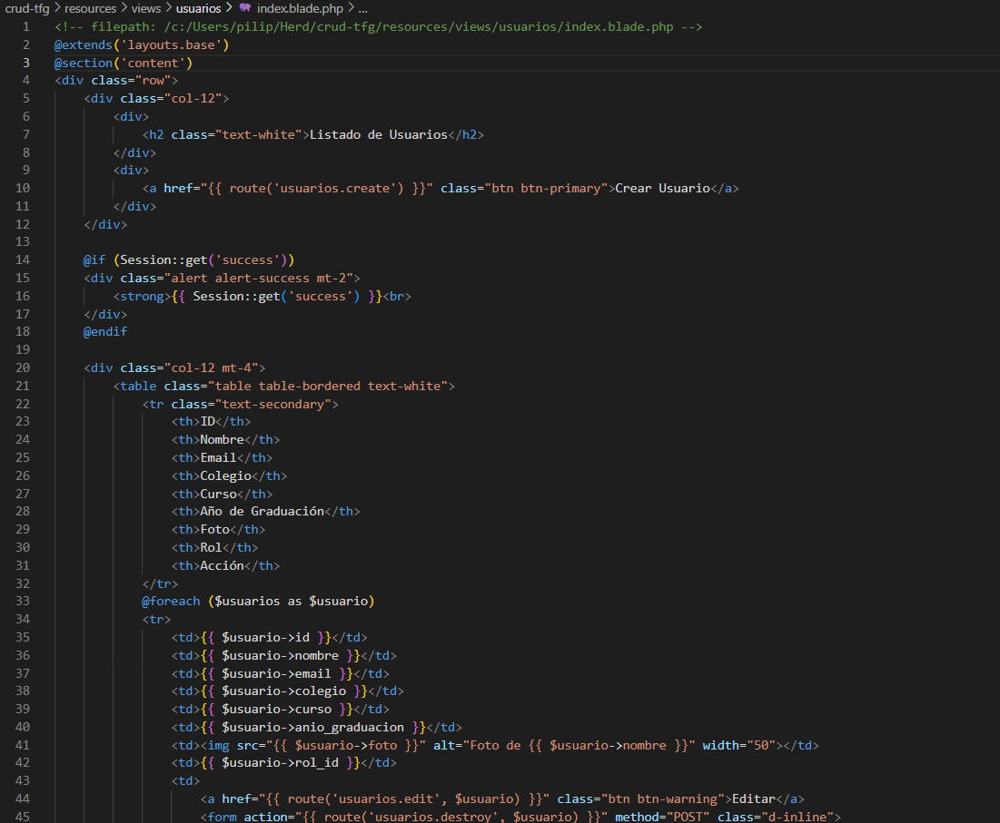 crud-tfg > resources > views > usuarios > index.blade.php > ...
1 <!-- filepath: /c:/Users/pilip/Herd/crud-tfg/resources/views/usuarios/index.blade.php -->
2 @extends('layouts.base')
3 @section('content')
4 <div class="row">
5     <div class="col-12">
6         <div>
7             <h2 class="text-white">Listado de Usuarios</h2>
8         </div>
9         <div>
10             <a href="{{ route('usuarios.create') }}" class="btn btn-primary">Crear Usuario</a>
11         </div>
12     </div>
13
14     @if (Session::get('success'))
15     <div class="alert alert-success mt-2">
16         <strong>{{ Session::get('success') }}<br>
17     </div>
18     @endif
19
20     <div class="col-12 mt-4">
21         <table class="table table-bordered text-white">
22             <tr class="text-secondary">
23                 <th>ID</th>
24                 <th>Nombre</th>
25                 <th>Email</th>
26                 <th>Colegio</th>
27                 <th>Curso</th>
28                 <th>Año de Graduación</th>
29                 <th>Foto</th>
30                 <th>Rol</th>
31                 <th>Acción</th>
32             </tr>
33             @foreach ($usuarios as $usuario)
34             <tr>
35                 <td>{{ $usuario->id }}</td>
36                 <td>{{ $usuario->nombre }}</td>
37                 <td>{{ $usuario->email }}</td>
38                 <td>{{ $usuario->colegio }}</td>
39                 <td>{{ $usuario->curso }}</td>
40                 <td>{{ $usuario->anio_graduacion }}</td>
41                 <td><img src="{{ $usuario->foto }}" alt="Foto de {{ $usuario->nombre }}" width="50"></td>
42                 <td>{{ $usuario->rol_id }}</td>
43                 <td>
44                     <a href="{{ route('usuarios.edit', $usuario) }}" class="btn btn-warning">Editar</a>
45                     <form action="{{ route('usuarios.destroy', $usuario) }}" method="POST" class="d-inline">